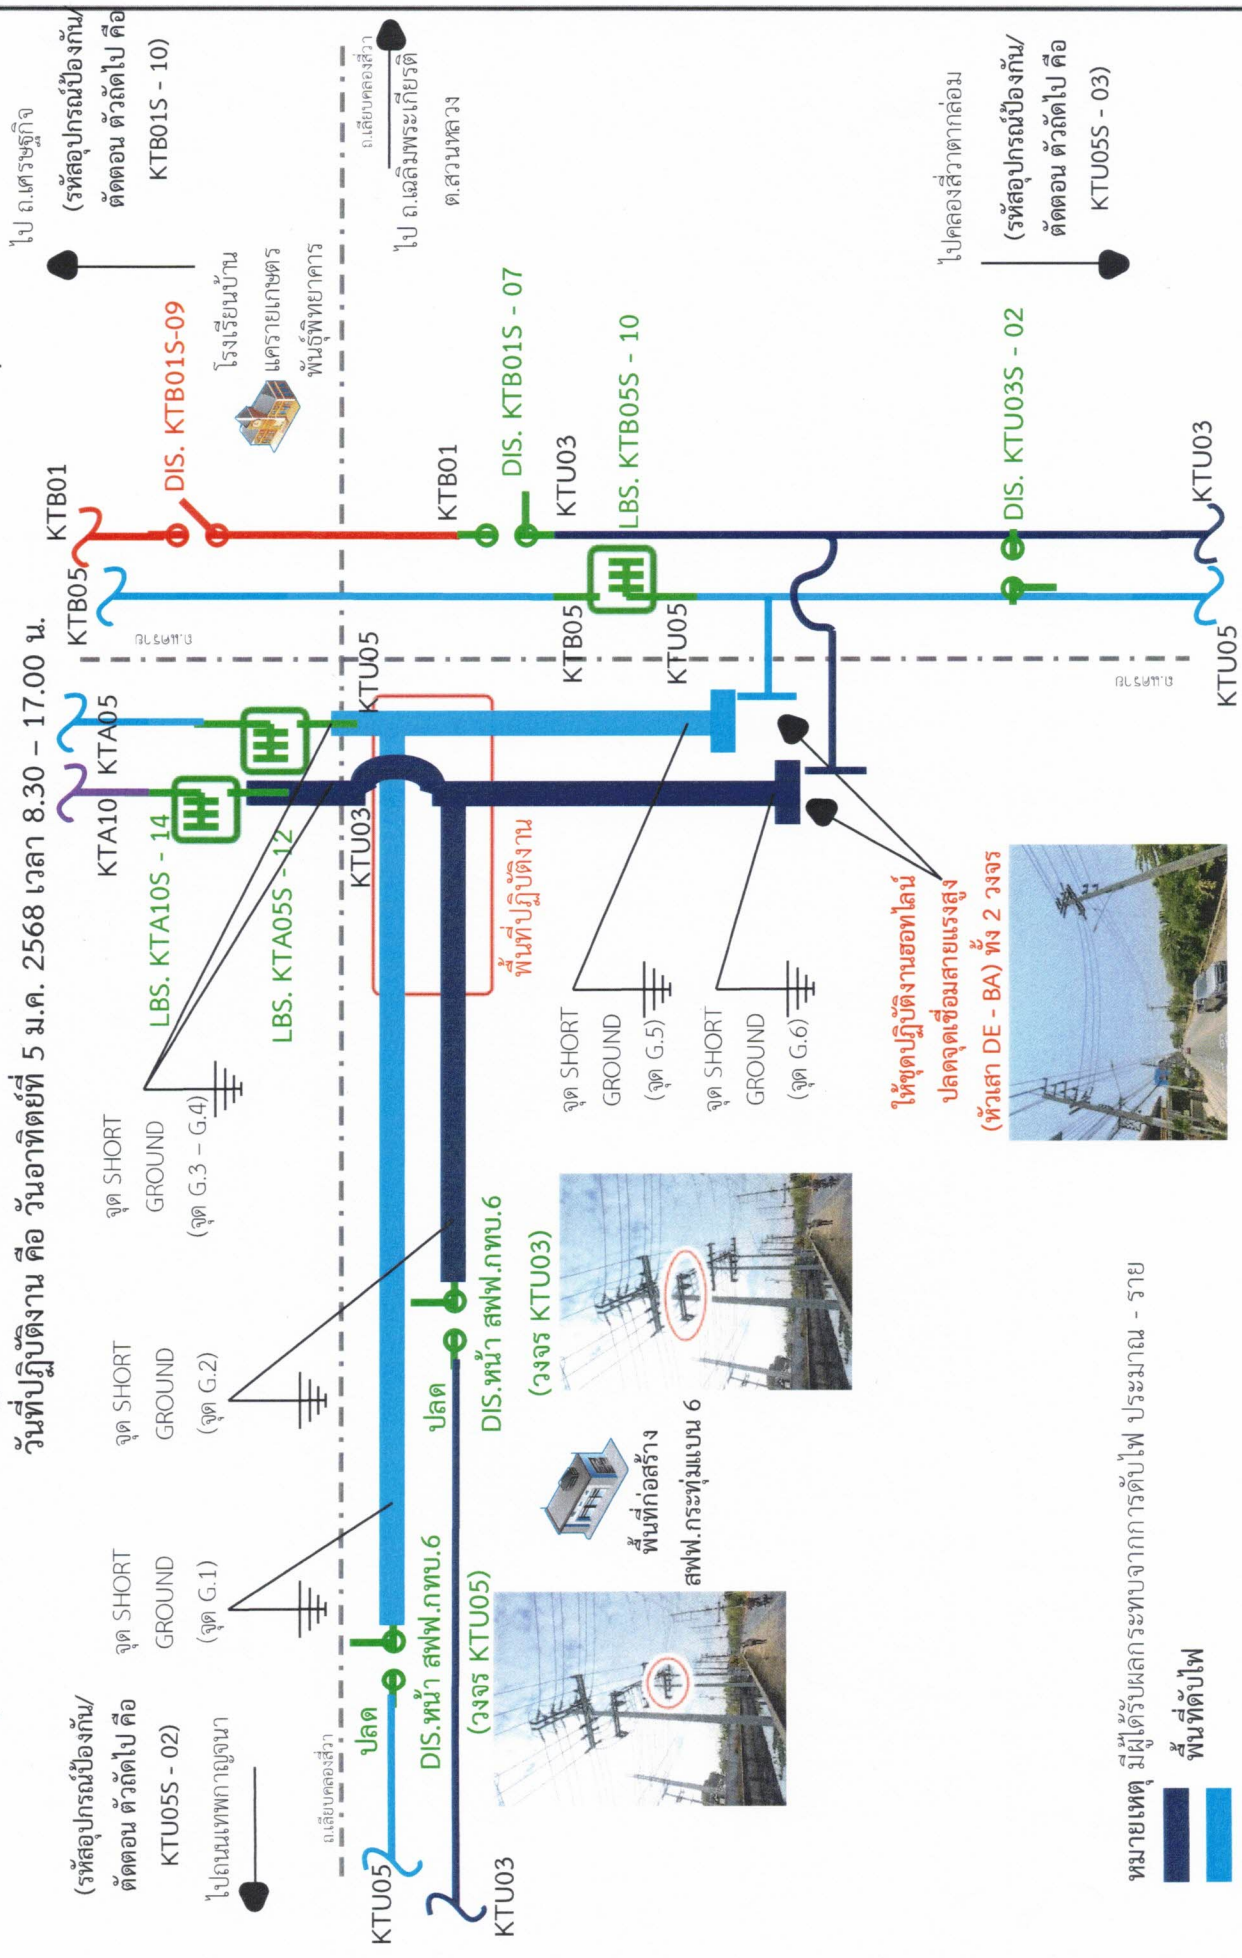 วันที่ปฏิบัติงาน คือ วันอาทิตย์ที่ 5 ม.ค. 2568 เวลา 8.30 – 17.00 น.
(รหัสอุปกรณ์ป้องกัน/
ตัดตอน ตัวถัดไป คือ
KTU05S - 02)
ไปถนนเทพกาญจนา
จุด SHORT
GROUND
(จุด G.1)
จุด SHORT
GROUND
(จุด G.2)
จุด SHORT
GROUND
(จุด G.3 – G.4)
LBS. KTA10S - 14
LBS. KTA05S - 12
KTA10
KTA05
KTB05
KTB01
ถ.แคราย
DIS. KTB01S-09
ไป ถ.เศรษฐกิจ
(รหัสอุปกรณ์ป้องกัน/
ตัดตอน ตัวถัดไป คือ
KTB01S - 10)
โรงเรียนบ้าน
แครายเกษตร
พันธุ์พิทยาคาร
ถ.เลียบคลองสี่วา
ถ.เลียบคลองสี่วา
ไป ถ.เฉลิมพระเกียรติ
ต.สวนหลวง
KTU05
KTU03
ปลด
DIS.หน้า สฟฟ.กทบ.6
(วงจร KTU05)
ปลด
DIS.หน้า สฟฟ.กทบ.6
(วงจร KTU03)
KTU03
KTU05
พื้นที่ปฏิบัติงาน
KTB01
DIS. KTB01S - 07
KTU03
KTB05
LBS. KTB05S - 10
KTU05
พื้นที่ก่อสร้าง
สฟฟ.กระทุ่มแบน 6
จุด SHORT
GROUND
(จุด G.5)
จุด SHORT
GROUND
(จุด G.6)
ให้ชุดปฏิบัติงานฮอทไลน์
ปลดจุดเชื่อมสายแรงสูง
(หัวเสา DE - BA) ทั้ง 2 วงจร
ไปคลองสี่วาตากล่อม
(รหัสอุปกรณ์ป้องกัน/
ตัดตอน ตัวถัดไป คือ
KTU05S - 03)
DIS. KTU03S - 02
ถ.แคราย
KTU05
KTU03
หมายเหตุ มีผู้ได้รับผลกระทบจากการดับไฟ ประมาณ - ราย
พื้นที่ดับไฟ